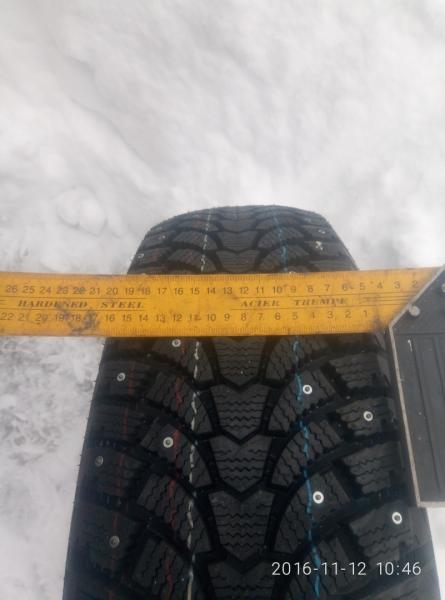 26 25 24 23 22 21 20 19 18 17 16 15 14 13 12 11 10 9 8 7 6 5 4 3 2
HARDENED STEEL ACIER TREMPE
22 21 20 19 18 17 16 15 14 13 12 11 10 9 8 7 6 5 4 3 2 1
2016-11-12 10:46